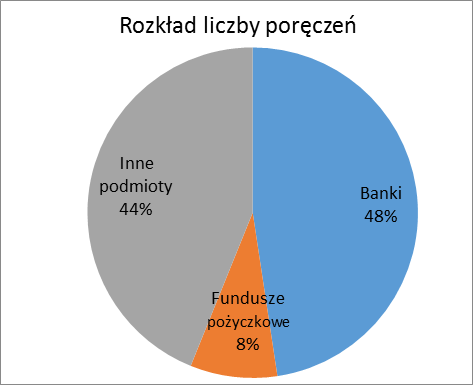 Rozkład liczby poręczeń
Inne
podmioty
44%
Banki
48%
Fundusze
pożyczkowe
8%